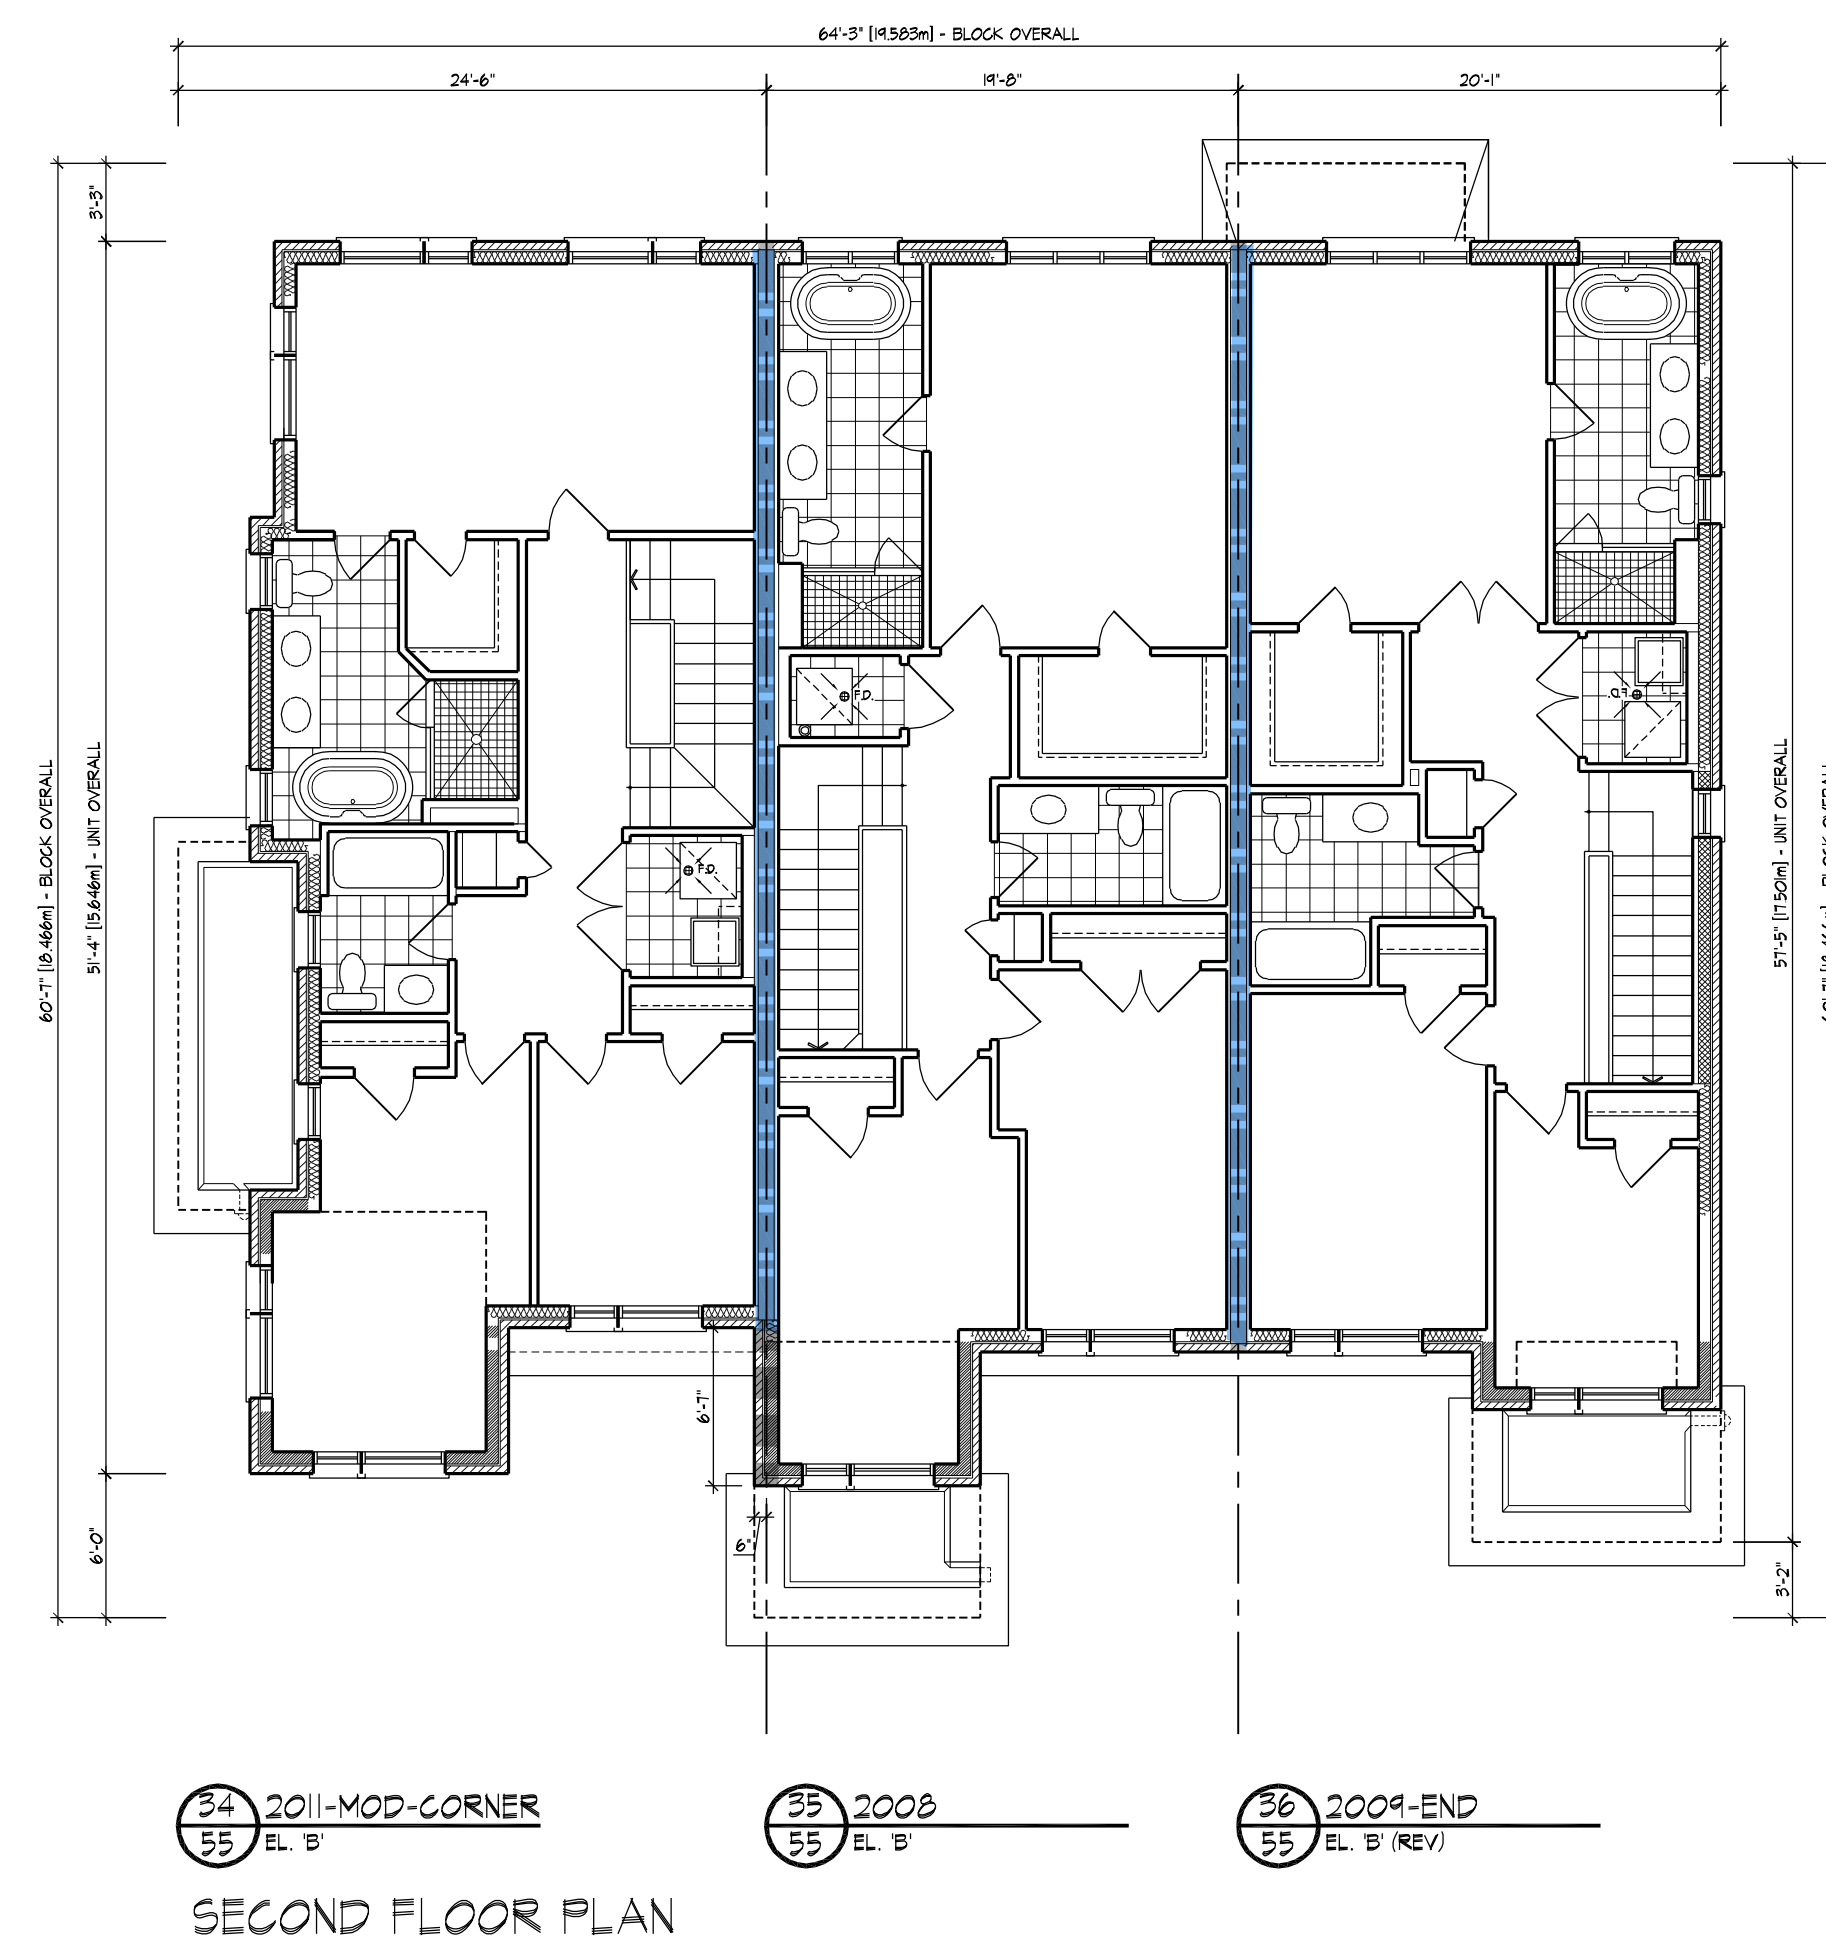 64'-3" [19.583m] - BLOCK OVERALL
24'-6"
19'-8"
20'-1"
3'-3"
60'-7" [18.466m] - BLOCK OVERALL
51'-4" [15.646m] - UNIT OVERALL
57'-5" [17.501m] - UNIT OVERALL
F.D.
F.D.
F.D.
6'-7"
6'-0"
6"
3'-2"
34
55
2011-MOD-CORNER
EL. 'B'
35
55
2008
EL. 'B'
36
55
2009-END
EL. 'B' (REV)
SECOND FLOOR PLAN